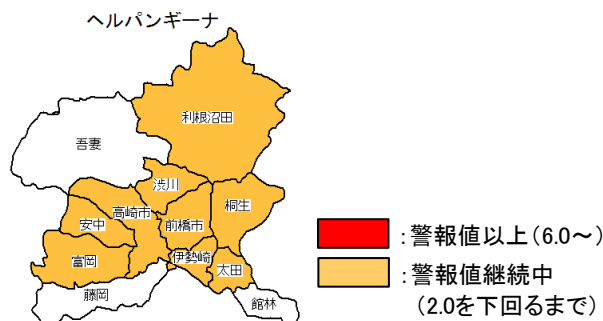 ヘルパンギーナ
利根沼田
吾妻
渋川
桐生
高崎市
安中
前橋市
伊勢崎
富岡
太田
藤岡
館林
：警報値以上（6.0～）
：警報値継続中
（2.0を下回るまで）